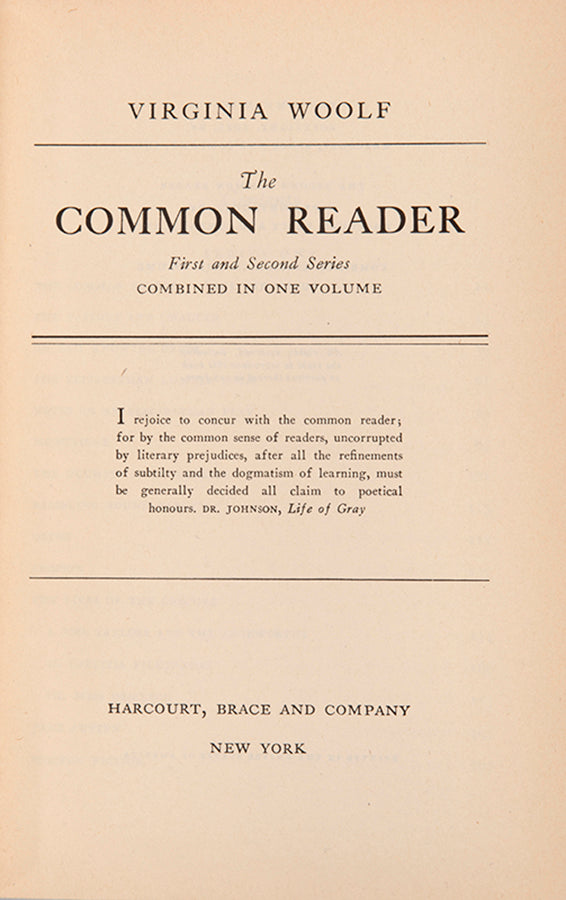 VIRGINIA WOOLF
The
COMMON READER
First and Second Series
COMBINED IN ONE VOLUME
I rejoice to concur with the common reader;
for by the common sense of readers, uncorrupted
by literary prejudices, after all the refinements
of subtilty and the dogmatism of learning, must
be generally decided all claim to poetical
honours. DR. JOHNSON, Life of Gray
HARCOURT, BRACE AND COMPANY
NEW YORK